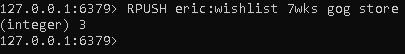 127.0.0.1:6379> RPUSH eric:wishlist 7wks gog store
(integer) 3
127.0.0.1:6379>